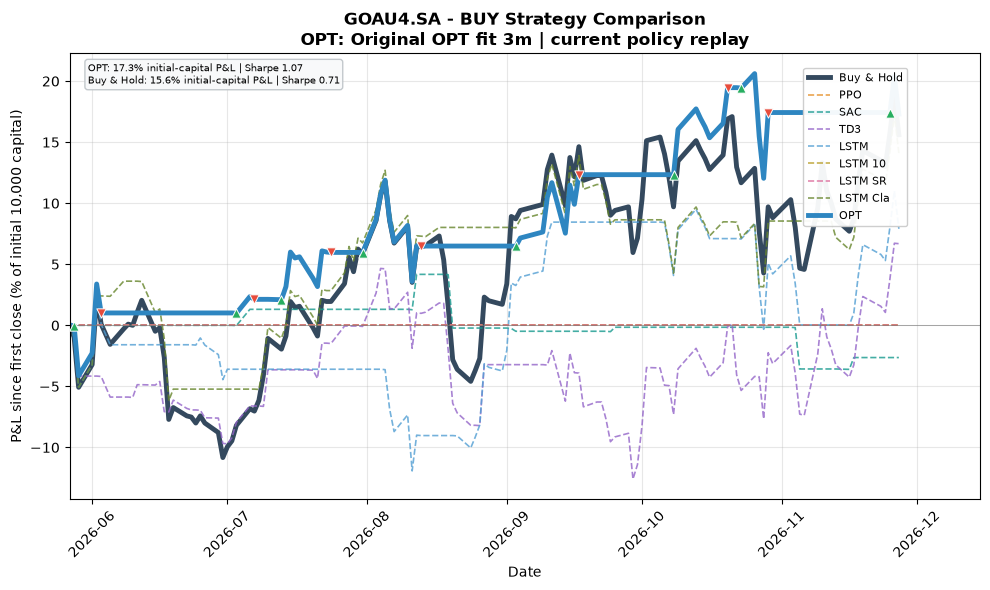 GOAU4.SA - BUY Strategy Comparison
OPT: Original OPT fit 3m | current policy replay
OPT: 17.3% initial-capital P&L | Sharpe 1.07
Buy & Hold: 15.6% initial-capital P&L | Sharpe 0.71
Buy & Hold
PPO
SAC
TD3
LSTM
LSTM 10
LSTM SR
LSTM Cla
OPT
P&L since first close (% of initial 10,000 capital)
20
15
10
5
0
−5
−10
2026-06
2026-07
2026-08
2026-09
2026-10
2026-11
2026-12
Date